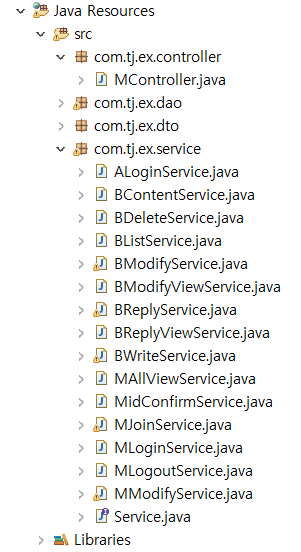 Java Resources
src
com.tj.ex.controller
MController.java
com.tj.ex.dao
com.tj.ex.dto
com.tj.ex.service
ALoginService.java
BContentService.java
BDeleteService.java
BListService.java
BModifyService.java
BModifyViewService.java
BReplyService.java
BReplyViewService.java
BWriteService.java
MAllViewService.java
MidConfirmService.java
MJoinService.java
MLoginService.java
MLogoutService.java
MModifyService.java
Service.java
Libraries